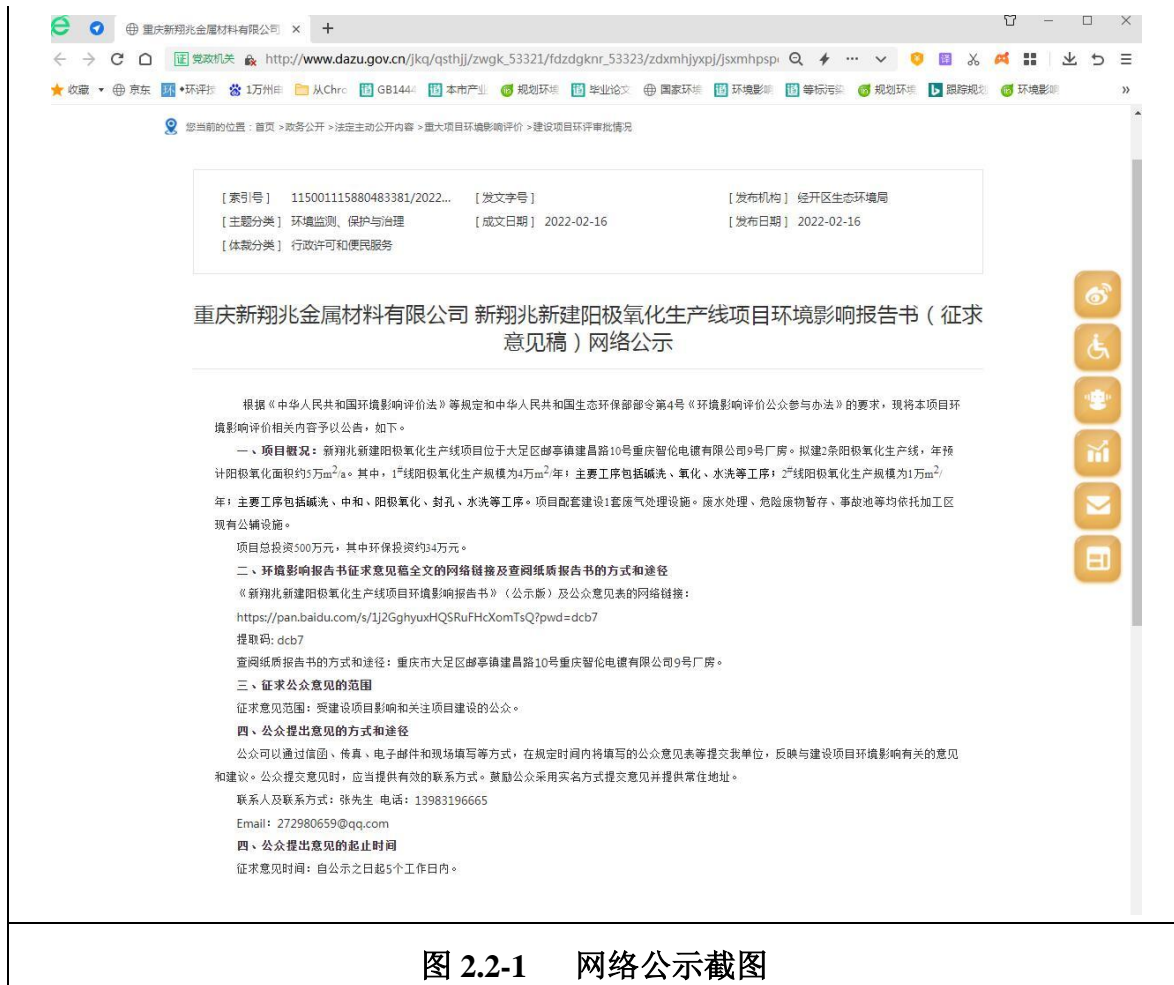 重庆新翔兆金属材料有限公司
党政机关 http://www.dazu.gov.cn/jkq/qsthjj/zwgk_53321/fdzdgknr_53323/zdxmhjyxpj/jsxmhpsp
收藏 京东 环评技 1万州电 从Chrc GB1444 本市产业 规划环境 毕业论文 国家环境 环境影响 等标污染 规划环境 跟踪规划 环境影响 »
您当前的位置：首页 >政务公开 >法定主动公开内容 >重大项目环境影响评价 >建设项目环评审批情况
[ 索引号 ] 115001115880483381/2022... [ 发文字号 ] [ 发布机构 ] 经开区生态环境局
[ 主题分类 ] 环境监测、保护与治理 [ 成文日期 ] 2022-02-16 [ 发布日期 ] 2022-02-16
[ 体裁分类 ] 行政许可和便民服务
重庆新翔兆金属材料有限公司 新翔兆新建阳极氧化生产线项目环境影响报告书（征求
意见稿）网络公示
根据《中华人民共和国环境影响评价法》等规定和中华人民共和国生态环保部部令第4号《环境影响评价公众参与办法》的要求，现将本项目环
境影响评价相关内容予以公告，如下。
一、项目概况：新翔兆新建阳极氧化生产线项目位于大足区邮亭镇建昌路10号重庆智伦电镀有限公司9号厂房。拟建2条阳极氧化生产线，年预
计阳极氧化面积约5万m²/a。其中，1#线阳极氧化生产规模为4万m²/年；主要工序包括碱洗、氧化、水洗等工序；2#线阳极氧化生产规模为1万m²/
年；主要工序包括碱洗、中和、阳极氧化、封孔、水洗等工序。项目配套建设1套废气处理设施。废水处理、危险废物暂存、事故池等均依托加工区
现有公辅设施。
项目总投资500万元，其中环保投资约34万元。
二、环境影响报告书征求意见稿全文的网络链接及查阅纸质报告书的方式和途径
《新翔兆新建阳极氧化生产线项目环境影响报告书》（公示版）及公众意见表的网络链接：
https://pan.baidu.com/s/1j2GghyuxHQSRuFHcXomTsQ?pwd=dcb7
提取码: dcb7
查阅纸质报告书的方式和途径：重庆市大足区邮亭镇建昌路10号重庆智伦电镀有限公司9号厂房。
三、征求公众意见的范围
征求意见范围：受建设项目影响和关注项目建设的公众。
四、公众提出意见的方式和途径
公众可以通过信函、传真、电子邮件和现场填写等方式，在规定时间内将填写的公众意见表等提交我单位，反映与建设项目环境影响有关的意见
和建议。公众提交意见时，应当提供有效的联系方式。鼓励公众采用实名方式提交意见并提供常住地址。
联系人及联系方式：张先生 电话：13983196665
Email：272980659@qq.com
四、公众提出意见的起止时间
征求意见时间：自公示之日起5个工作日内。
图 2.2-1 网络公示截图